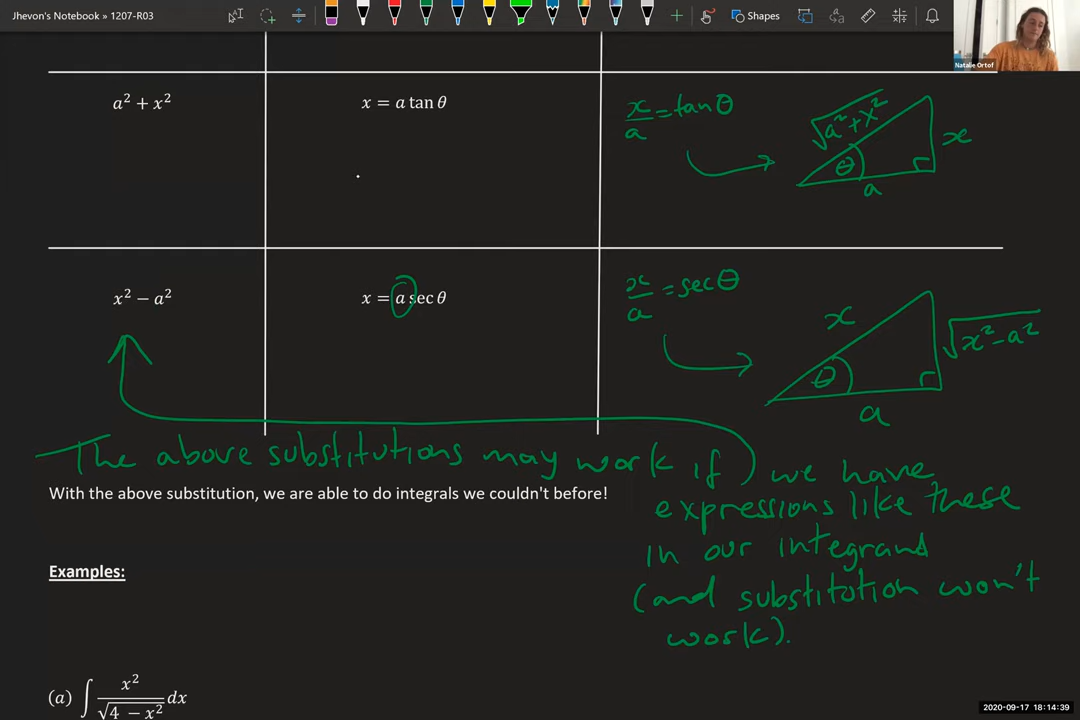 Jhevon's Notebook » 1207-R03
Shapes
Natalie Ortof
a² + x²
x = a tan θ
x/a = tan θ
√a² + x²
θ
x
a
x² − a²
x = a sec θ
x/a = sec θ
x
√x² − a²
θ
a
The above substitutions may work if we have
expressions like these
in our integrand
(and substitution won't
work).
With the above substitution, we are able to do integrals we couldn't before!
Examples:
(a) ∫ x²/√4 − x² dx
2020-09-17 18:14:39